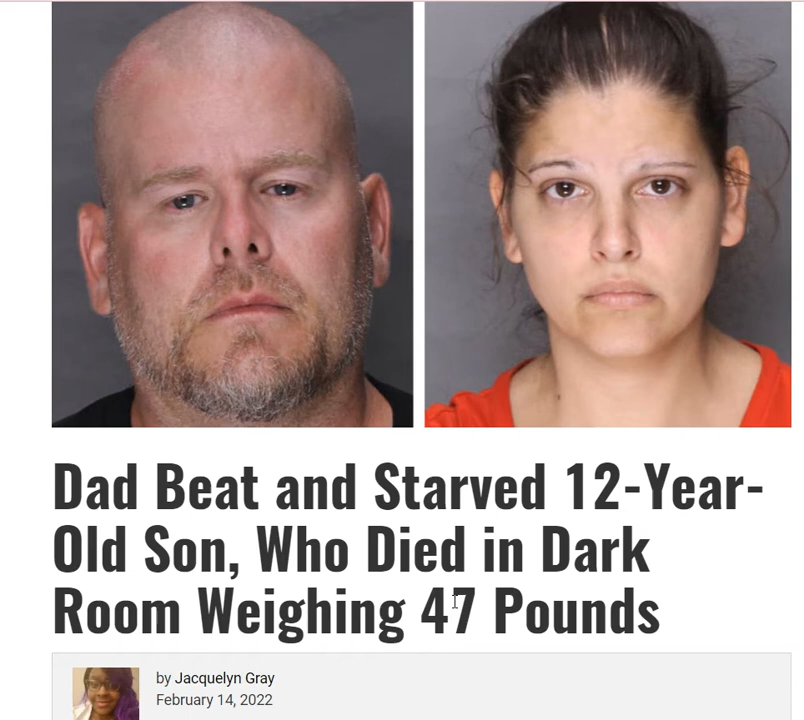 Dad Beat and Starved 12-Year-
Old Son, Who Died in Dark
Room Weighing 47 Pounds
by Jacquelyn Gray
February 14, 2022